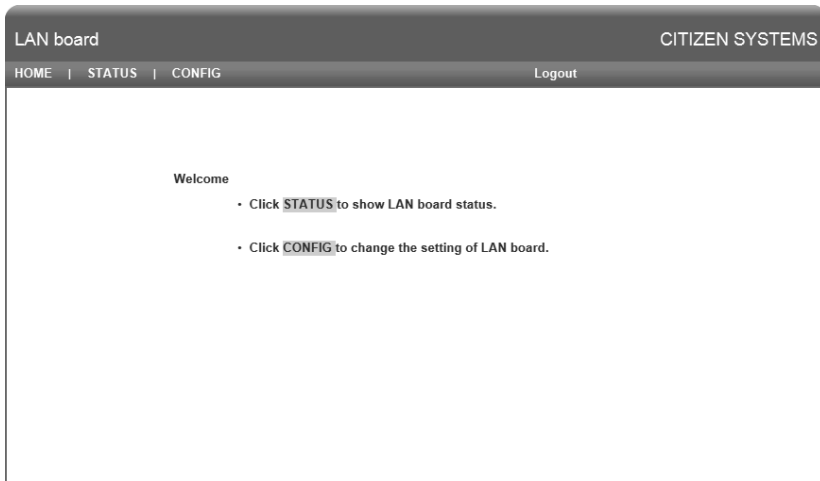 LAN board CITIZEN SYSTEMS
HOME | STATUS | CONFIG Logout
Welcome
• Click STATUS to show LAN board status.
• Click CONFIG to change the setting of LAN board.